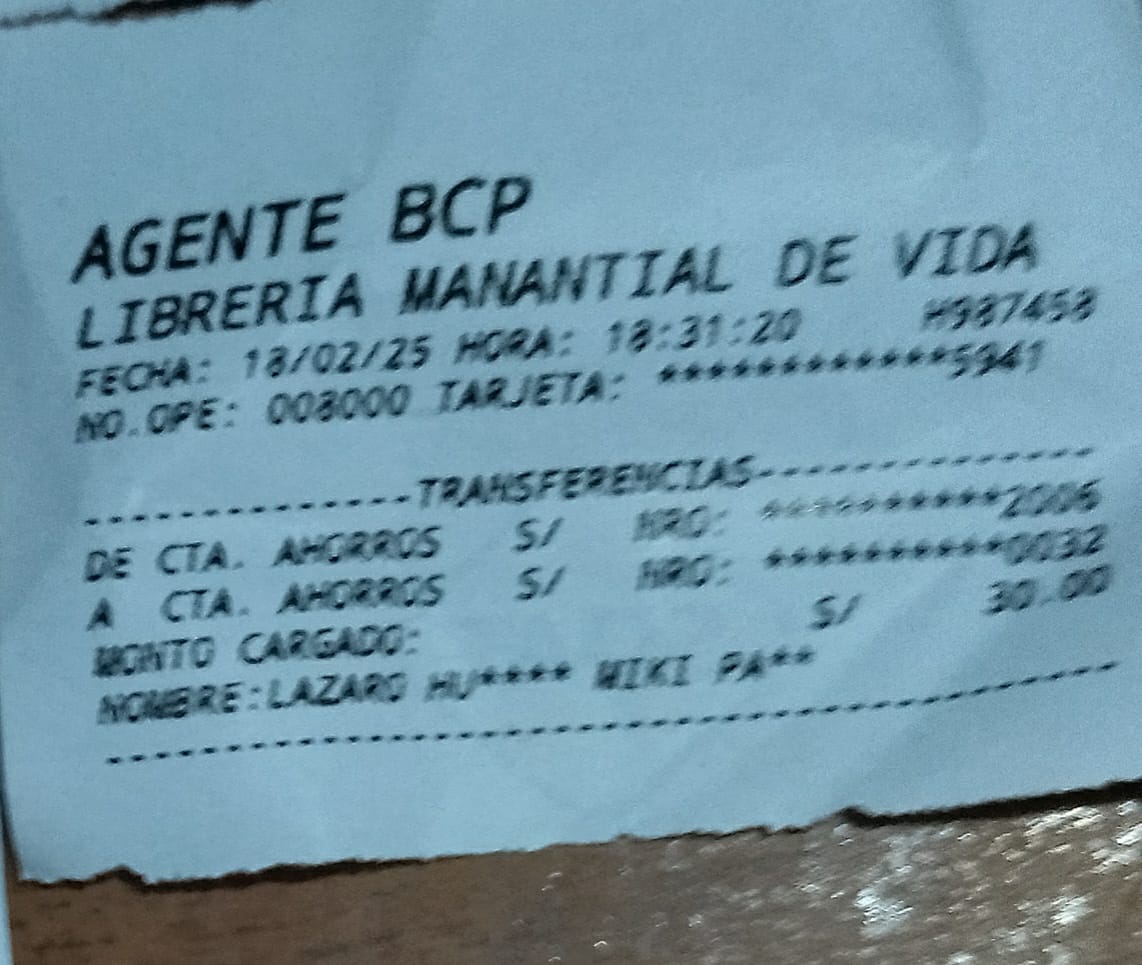 AGENTE BCP
LIBRERIA MANANTIAL DE VIDA
FECHA: 18/02/25 HORA: 18:31:20 H987458
NO.OPE: 008000 TARJETA: ************5941
--------------TRANSFERENCIAS--------------
DE CTA. AHORROS S/ NRO: **********2006
A CTA. AHORROS S/ NRO: **********0032
MONTO CARGADO: S/ 30.00
NOMBRE:LAZARO HU**** MIKI PA**
------------------------------------------